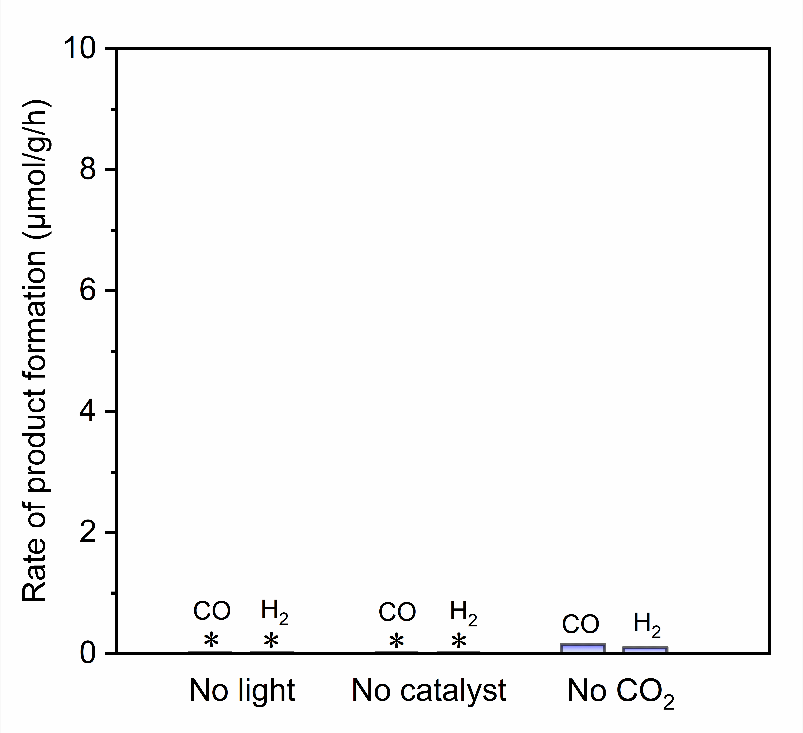 Rate of product formation (μmol/g/h)
10
8
6
4
2
0
CO H₂ CO H₂ CO H₂
* * * *
No light No catalyst No CO₂